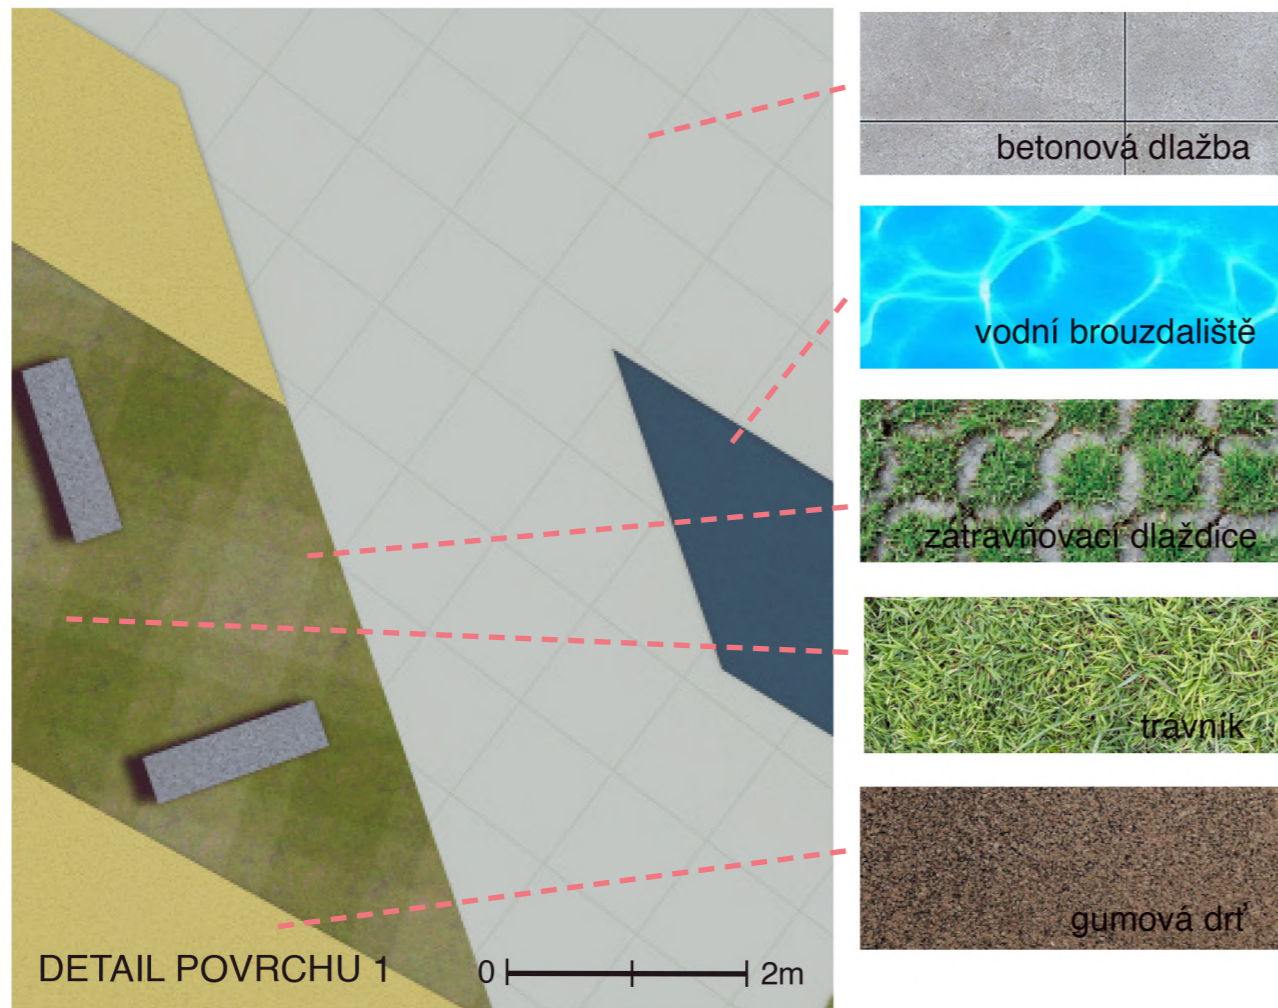 betonová dlažba
vodní brouzdaliště
zatravňovací dlaždice
trávník
gumová drť
DETAIL POVRCHU 1
0 2m